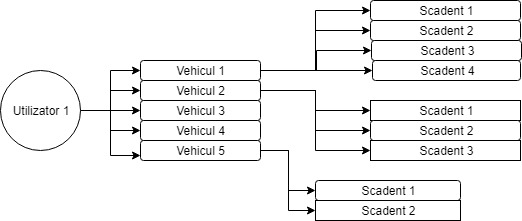 Utilizator 1
Vehicul 1
Vehicul 2
Vehicul 3
Vehicul 4
Vehicul 5
Scadent 1
Scadent 2
Scadent 3
Scadent 4
Scadent 1
Scadent 2
Scadent 3
Scadent 1
Scadent 2